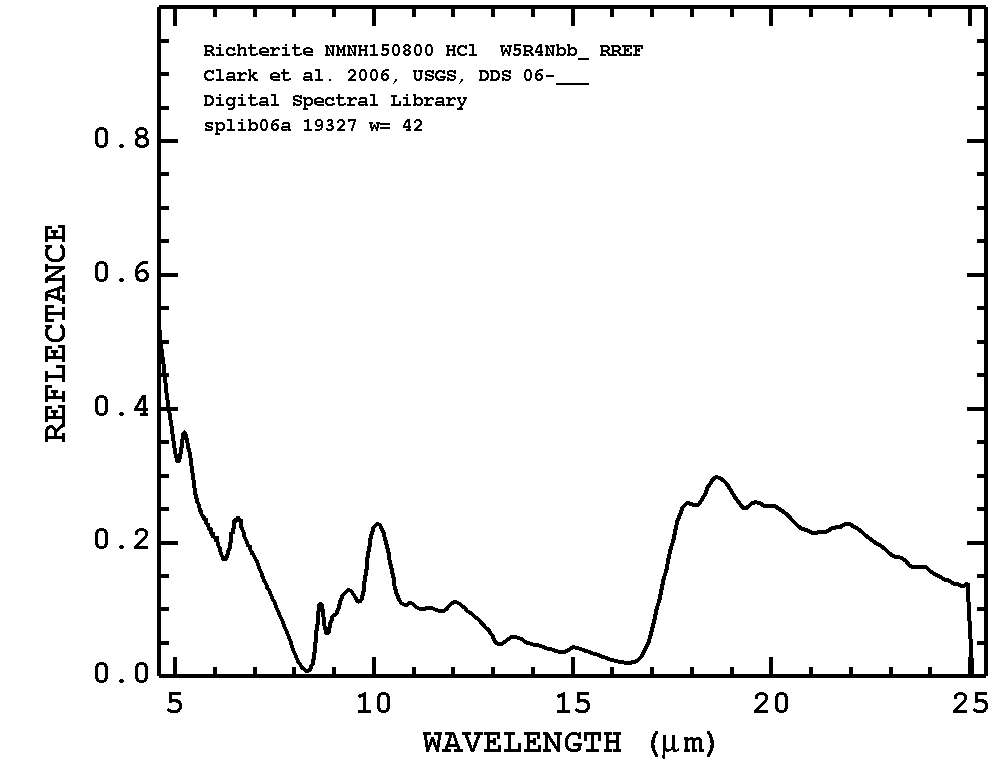 Richterite NMNH150800 HCl  W5R4Nbb_ RREF
Clark et al. 2006, USGS, DDS 06-___
Digital Spectral Library
splib06a 19327 w= 42
0.8
0.6
0.4
0.2
0.0
REFLECTANCE
5 10 15 20 25
WAVELENGTH (μm)